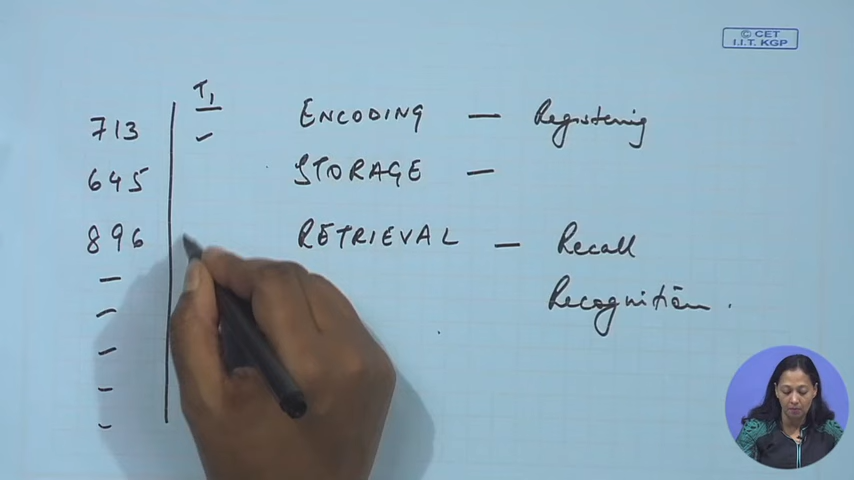 © CET
I.I.T. KGP
T1
713 ✓ ENCODING — Registering
645 STORAGE —
896 RETRIEVAL — Recall
— Recognition.
—
—
—
—